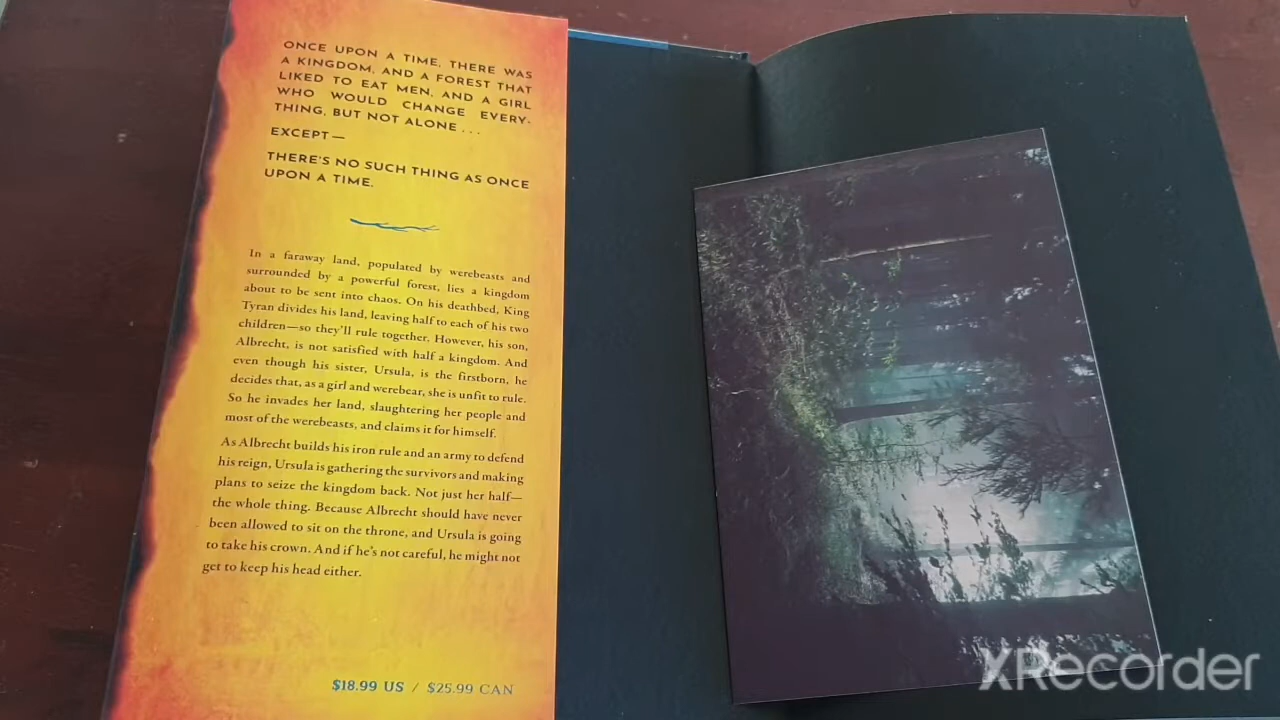 ONCE UPON A TIME, THERE WAS
A KINGDOM, AND A FOREST THAT
LIKED TO EAT MEN, AND A GIRL
WHO WOULD CHANGE EVERY-
THING, BUT NOT ALONE . . .
EXCEPT—
THERE'S NO SUCH THING AS ONCE
UPON A TIME.
In a faraway land, populated by werebeasts and
surrounded by a powerful forest, lies a kingdom
about to be sent into chaos. On his deathbed, King
Tyran divides his land, leaving half to each of his two
children—so they'll rule together. However, his son,
Albrecht, is not satisfied with half a kingdom. And
even though his sister, Ursula, is the firstborn, he
decides that, as a girl and werebear, she is unfit to rule.
So he invades her land, slaughtering her people and
most of the werebeasts, and claims it for himself.
As Albrecht builds his iron rule and an army to defend
his reign, Ursula is gathering the survivors and making
plans to seize the kingdom back. Not just her half—
the whole thing. Because Albrecht should have never
been allowed to sit on the throne, and Ursula is going
to take his crown. And if he's not careful, he might not
get to keep his head either.
$18.99 US / $25.99 CAN
XRecorder